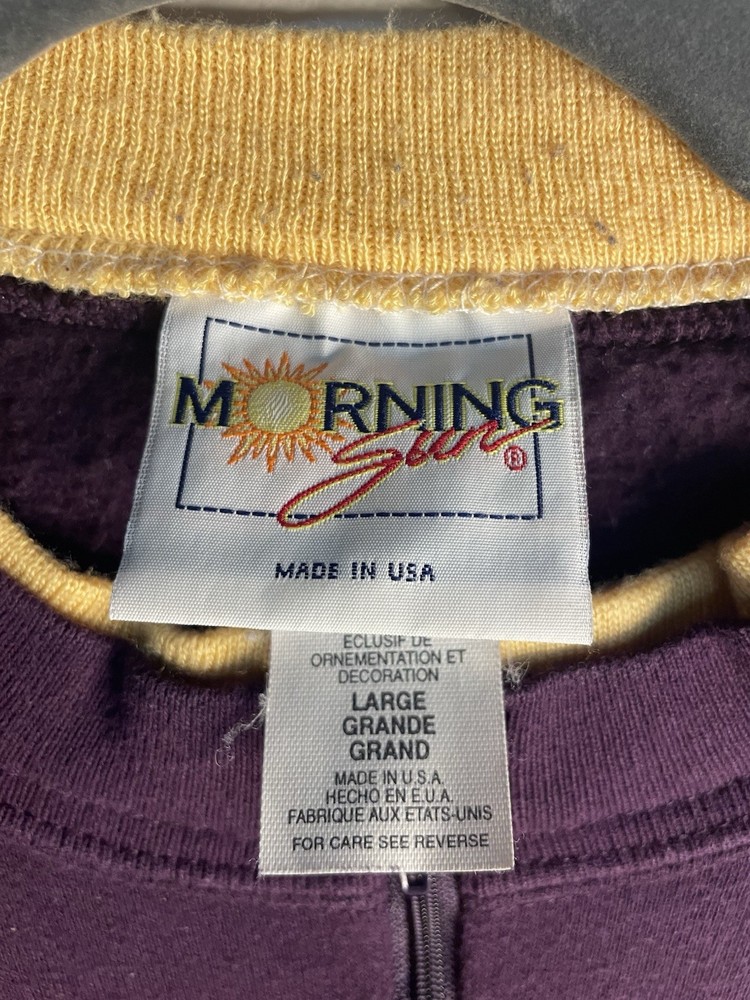 MORNING
Sun®
MADE IN USA
ECLUSIF DE
ORNEMENTATION ET
DECORATION
LARGE
GRANDE
GRAND
MADE IN U.S.A.
HECHO EN E.U.A.
FABRIQUE AUX ETATS-UNIS
FOR CARE SEE REVERSE